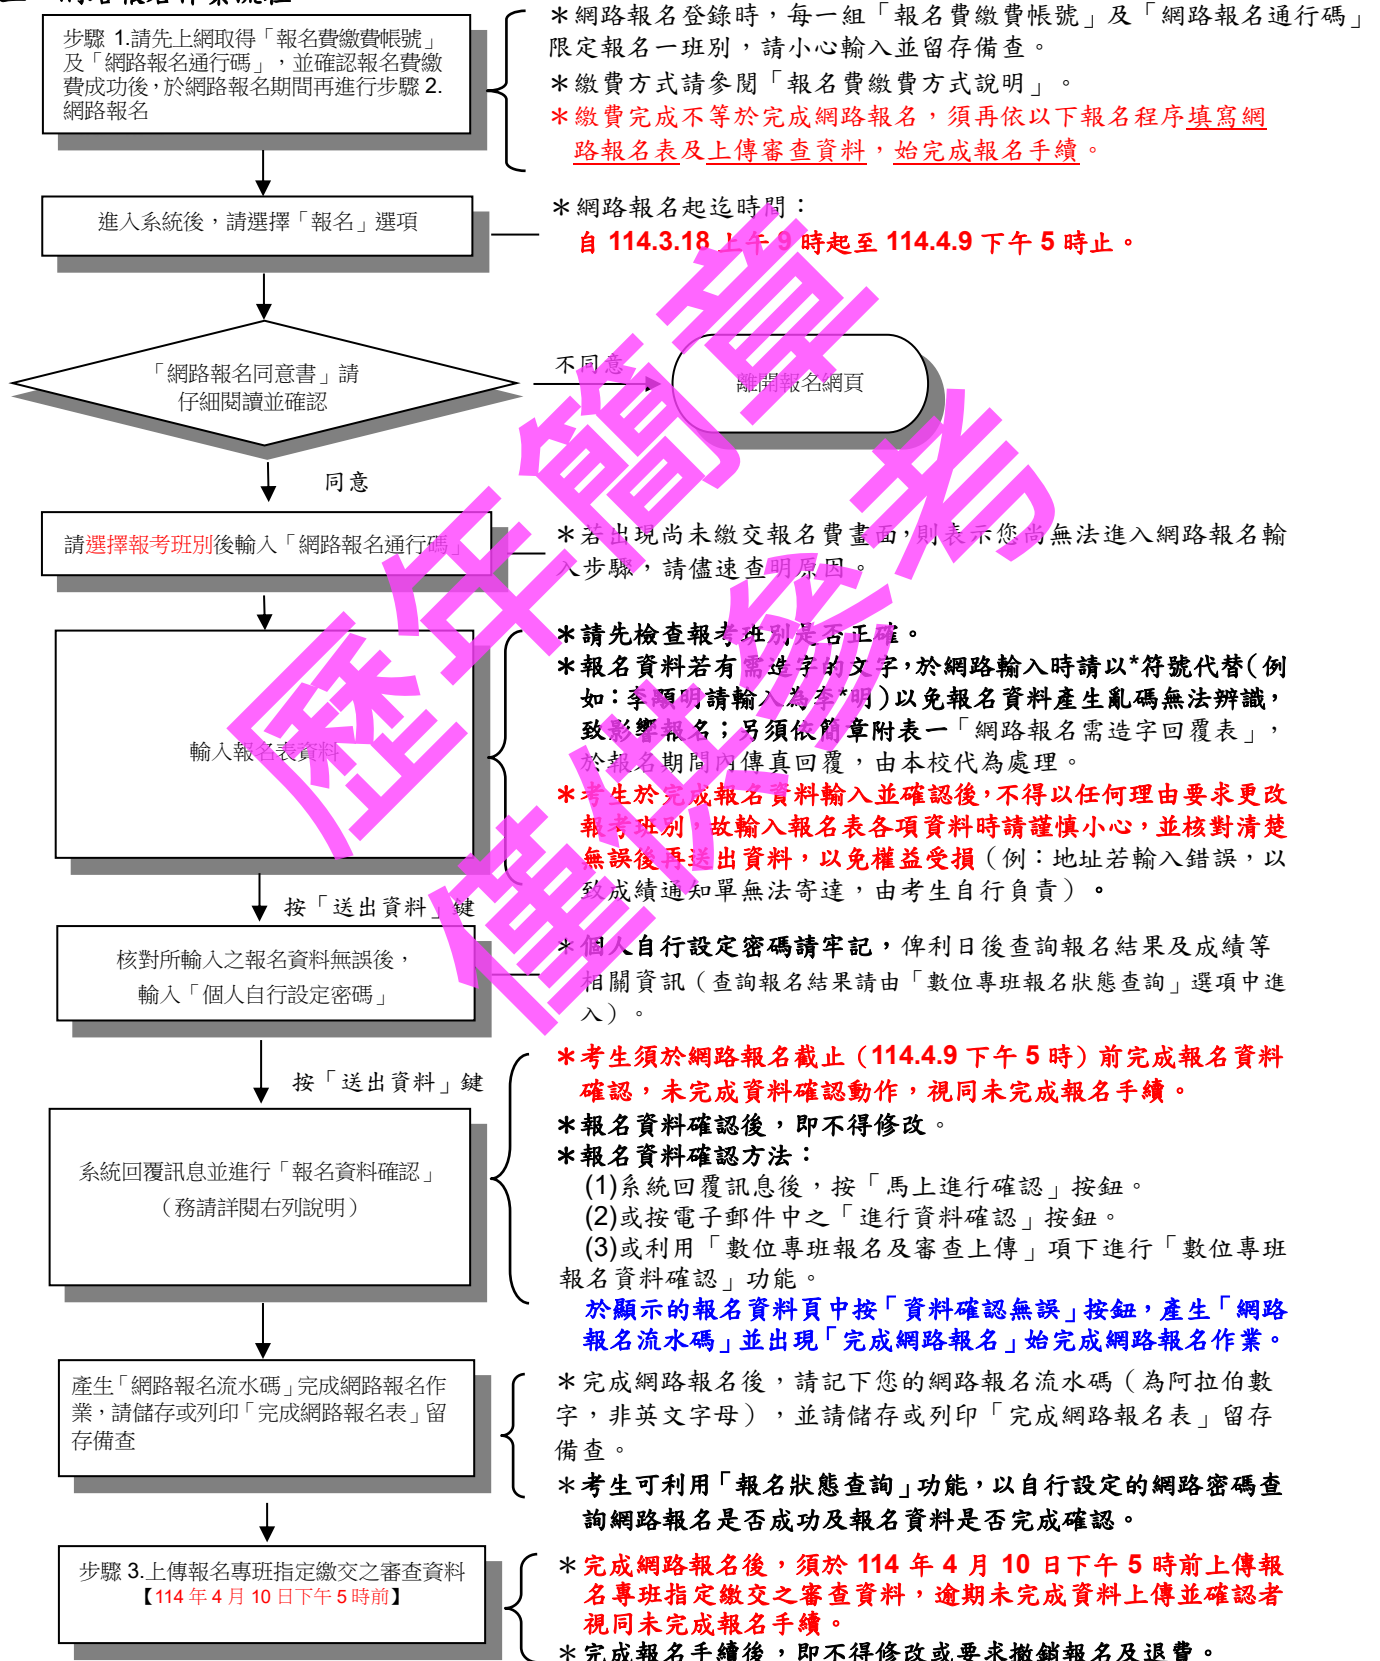 步驟 1.請先上網取得「報名費繳費帳號」
及「網路報名通行碼」，並確認報名費繳
費成功後，於網路報名期間再進行步驟 2.
網路報名
＊網路報名登錄時，每一組「報名費繳費帳號」及「網路報名通行碼」
限定報名一班別，請小心輸入並留存備查。
＊繳費方式請參閱「報名費繳費方式說明」。
＊繳費完成不等於完成網路報名，須再依以下報名程序填寫網
路報名表及上傳審查資料，始完成報名手續。
進入系統後，請選擇「報名」選項
＊網路報名起迄時間：
自 114.3.18 上午 9 時起至 114.4.9 下午 5 時止。
「網路報名同意書」請
仔細閱讀並確認
不同意
離開報名網頁
同意
請選擇報考班別後輸入「網路報名通行碼」
＊若出現尚未繳交報名費畫面，則表示您尚無法進入網路報名輸
入步驟，請儘速查明原因。
輸入報名表資料
＊請先檢查報考班別是否正確。
＊報名資料若有需造字的文字，於網路輸入時請以*符號代替（例
如：李顯明請輸入為李*明）以免報名資料產生亂碼無法辨識，
致影響報名；另須依簡章附表一「網路報名需造字回覆表」，
於報名期間內傳真回覆，由本校代為處理。
＊考生於完成報名資料輸入並確認後，不得以任何理由要求更改
報考班別，故輸入報名表各項資料時請謹慎小心，並核對清楚
無誤後再送出資料，以免權益受損（例：地址若輸入錯誤，以
致成績通知單無法寄達，由考生自行負責）。
按「送出資料」鍵
核對所輸入之報名資料無誤後，
輸入「個人自行設定密碼」
＊個人自行設定密碼請牢記，俾利日後查詢報名結果及成績等
相關資訊（查詢報名結果請由「數位專班報名狀態查詢」選項中進
入）。
按「送出資料」鍵
系統回覆訊息並進行「報名資料確認」
（務請詳閱右列說明）
＊考生須於網路報名截止（114.4.9 下午 5 時）前完成報名資料
確認，未完成資料確認動作，視同未完成報名手續。
＊報名資料確認後，即不得修改。
＊報名資料確認方法：
(1)系統回覆訊息後，按「馬上進行確認」按鈕。
(2)或按電子郵件中之「進行資料確認」按鈕。
(3)或利用「數位專班報名及審查上傳」項下進行「數位專班
報名資料確認」功能。
於顯示的報名資料頁中按「資料確認無誤」按鈕，產生「網路
報名流水碼」並出現「完成網路報名」始完成網路報名作業。
產生「網路報名流水碼」完成網路報名作
業，請儲存或列印「完成網路報名表」留
存備查
＊完成網路報名後，請記下您的網路報名流水碼（為阿拉伯數
字，非英文字母），並請儲存或列印「完成網路報名表」留存
備查。
＊考生可利用「報名狀態查詢」功能，以自行設定的網路密碼查
詢網路報名是否成功及報名資料是否完成確認。
步驟 3.上傳報名專班指定繳交之審查資料
【114 年 4 月 10 日下午 5 時前】
＊完成網路報名後，須於 114 年 4 月 10 日下午 5 時前上傳報
名專班指定繳交之審查資料，逾期未完成資料上傳並確認者
視同未完成報名手續。
＊完成報名手續後，即不得修改或要求撤銷報名及退費。
歷年簡章
僅供參考